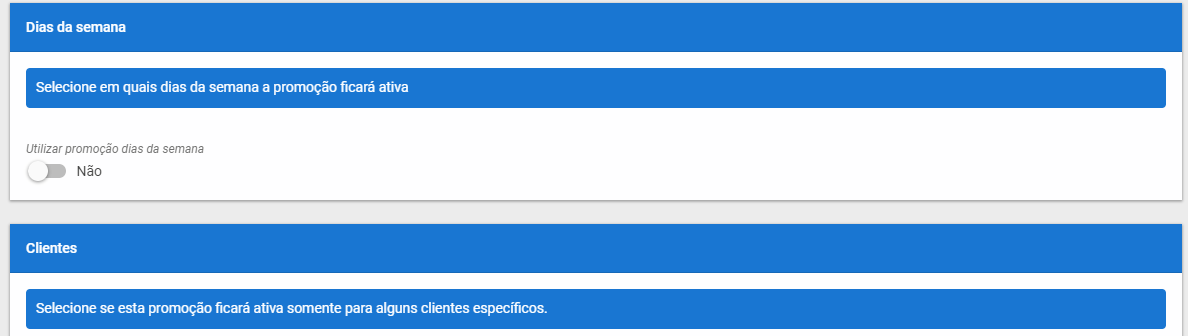 Dias da semana
Selecione em quais dias da semana a promoção ficará ativa
Utilizar promoção dias da semana
Não
Clientes
Selecione se esta promoção ficará ativa somente para alguns clientes específicos.